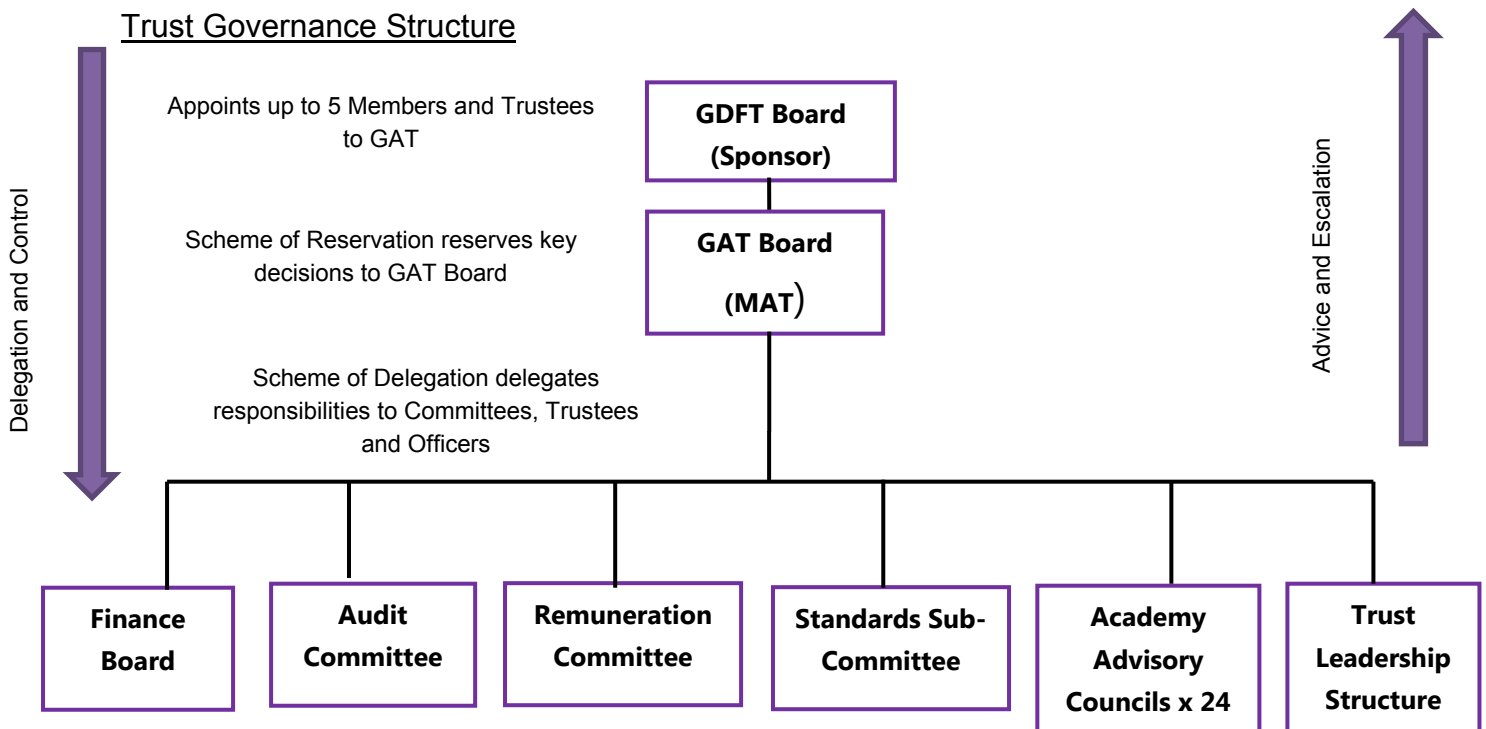 Trust Governance Structure
Appoints up to 5 Members and Trustees
to GAT
GDFT Board
(Sponsor)
Delegation and Control
Advice and Escalation
Scheme of Reservation reserves key
decisions to GAT Board
GAT Board
(MAT)
Scheme of Delegation delegates
responsibilities to Committees, Trustees
and Officers
Finance
Board
Audit
Committee
Remuneration
Committee
Standards Sub-
Committee
Academy
Advisory
Councils x 24
Trust
Leadership
Structure